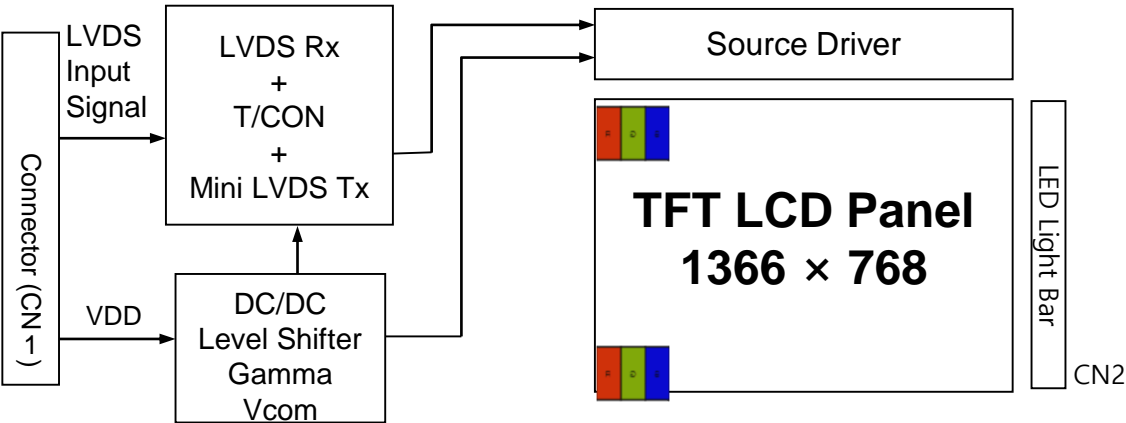 LVDS
Input
Signal
Connector (CN1)
VDD
LVDS Rx
+
T/CON
+
Mini LVDS Tx
DC/DC
Level Shifter
Gamma
Vcom
Source Driver
TFT LCD Panel
1366 × 768
LED Light Bar
CN2